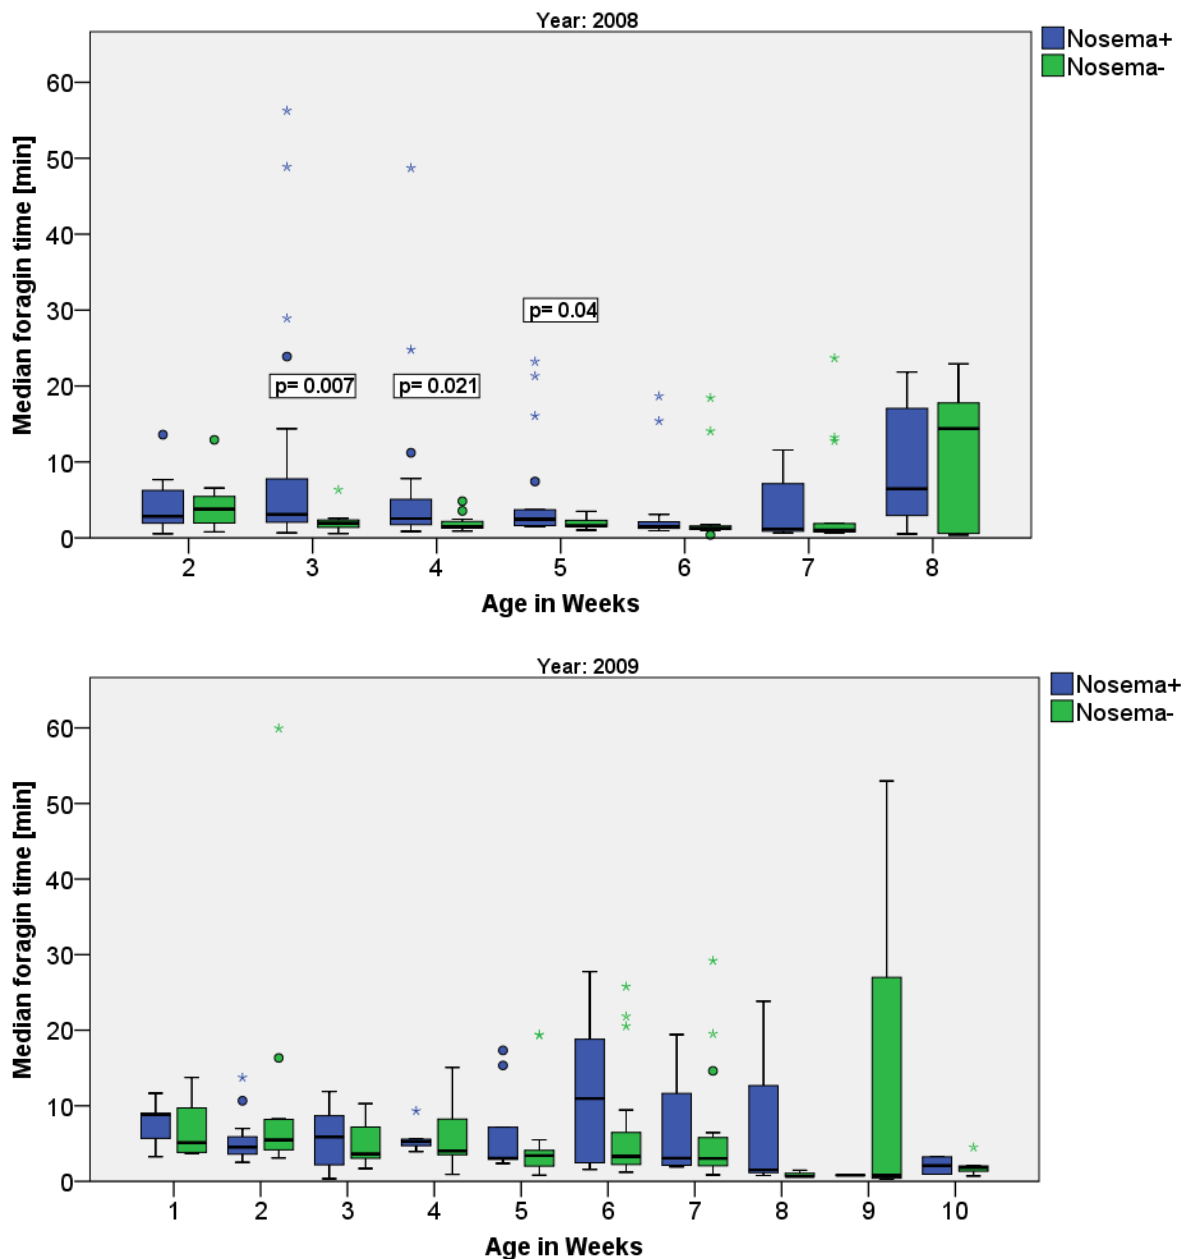 Year: 2008
Nosema+
Nosema-
Median foragin time [min]
60
50
40
30
20
10
0
p= 0.007
p= 0.021
p= 0.04
2 3 4 5 6 7 8
Age in Weeks
Year: 2009
Nosema+
Nosema-
Median foragin time [min]
60
50
40
30
20
10
0
1 2 3 4 5 6 7 8 9 10
Age in Weeks